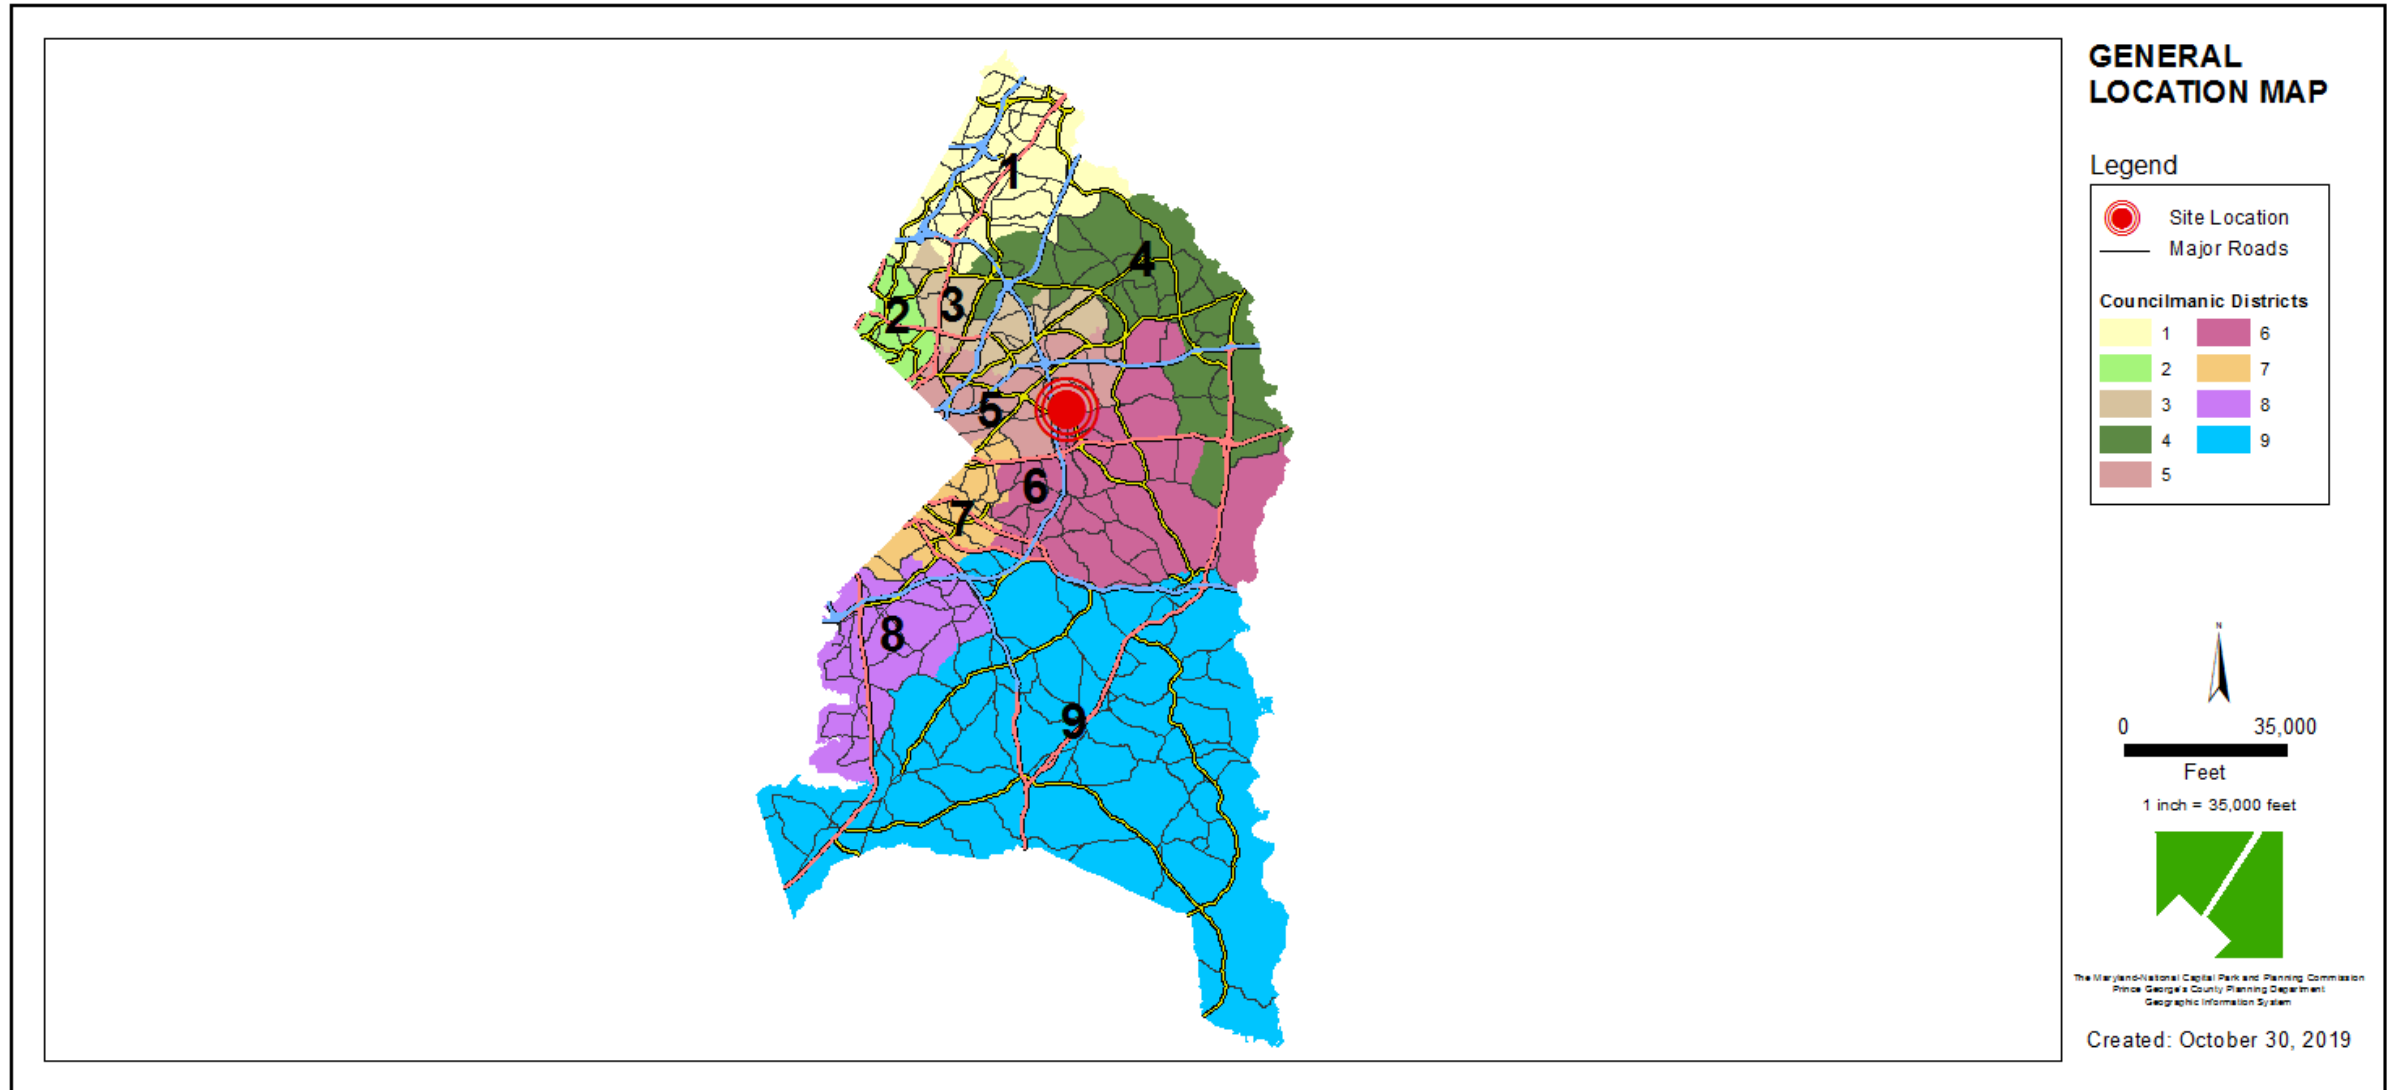 GENERAL
LOCATION MAP
Legend
Site Location
Major Roads
Councilmanic Districts
1 6
2 7
3 8
4 9
5
1
4
2
3
5
6
7
8
9
N
0 35,000
Feet
1 inch = 35,000 feet
The Maryland-National Capital Park and Planning Commission
Prince George's County Planning Department
Geographic Information System
Created: October 30, 2019